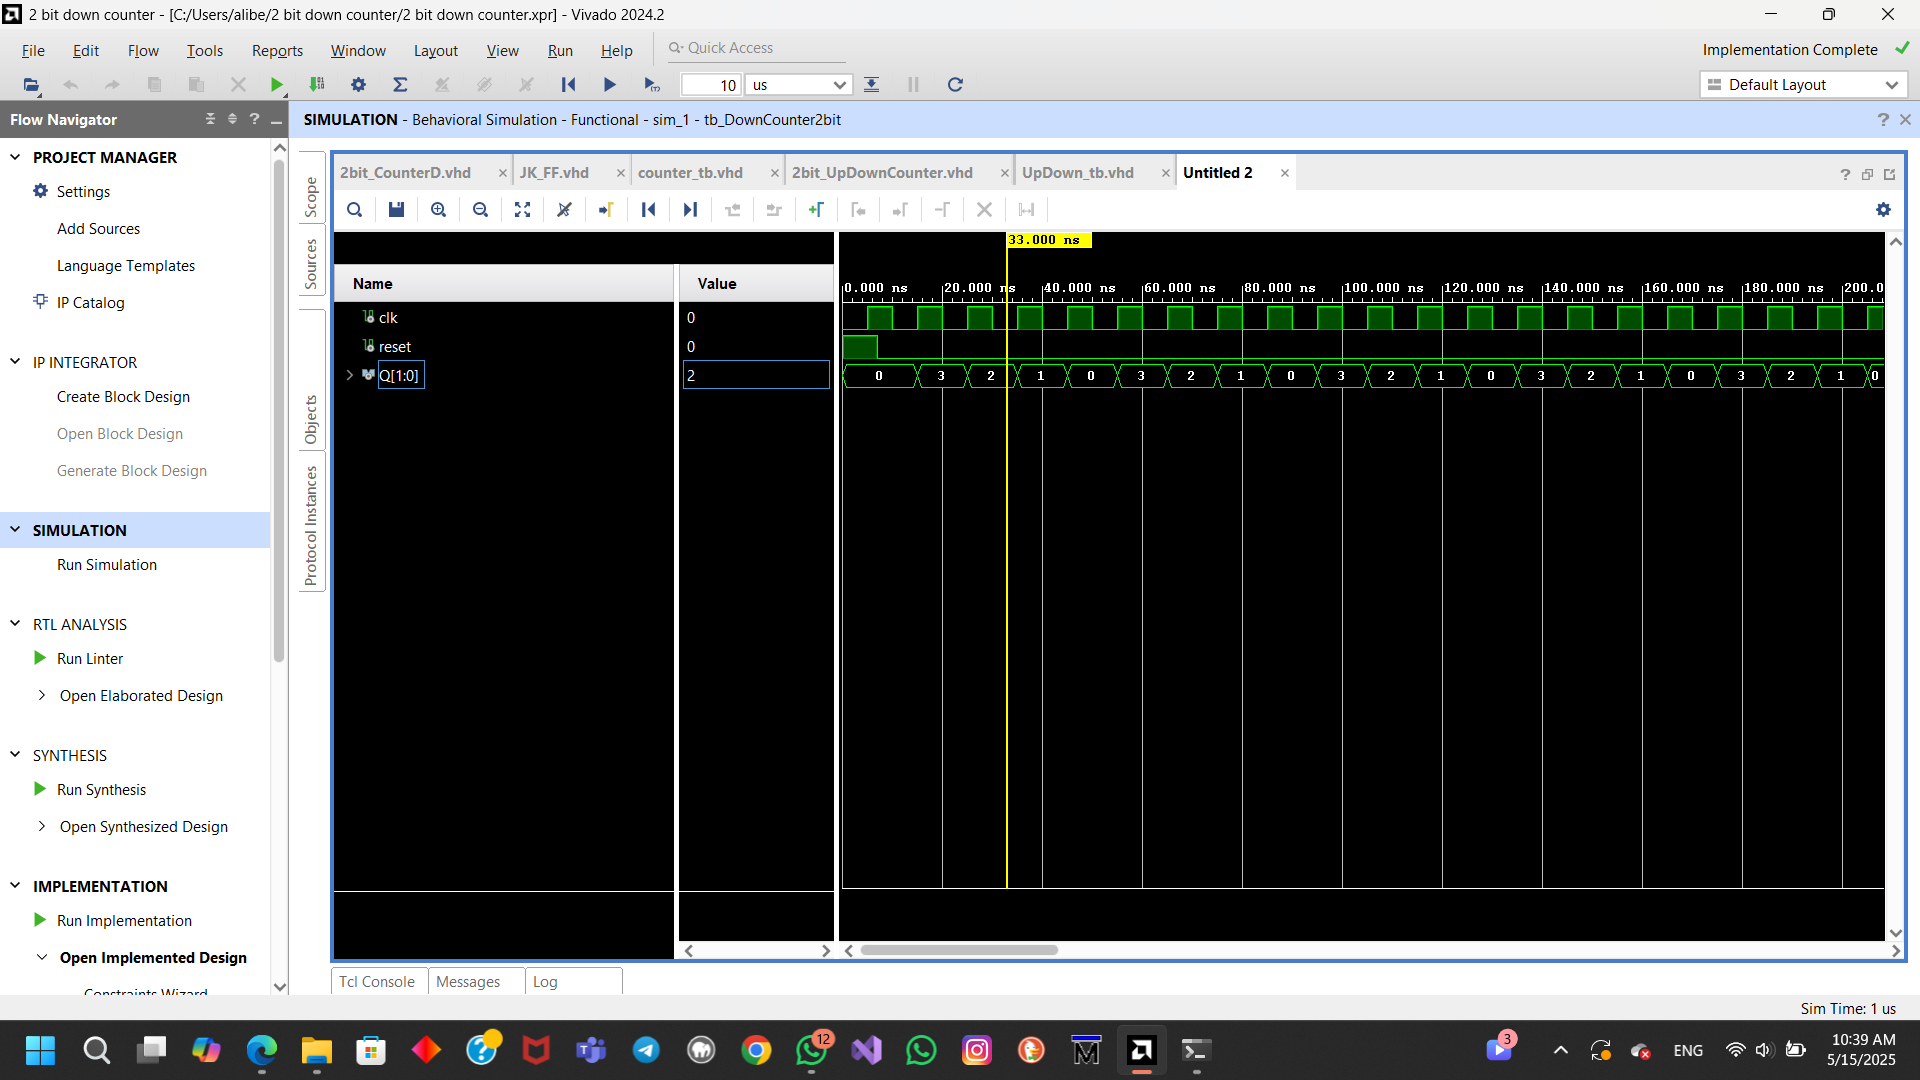 2 bit down counter - [C:/Users/alibe/2 bit down counter/2 bit down counter.xpr] - Vivado 2024.2
File Edit Flow Tools Reports Window Layout View Run Help Quick Access
Implementation Complete
10 us
Default Layout
Flow Navigator
SIMULATION - Behavioral Simulation - Functional - sim_1 - tb_DownCounter2bit
PROJECT MANAGER
Settings
Add Sources
Language Templates
IP Catalog
IP INTEGRATOR
Create Block Design
Open Block Design
Generate Block Design
SIMULATION
Run Simulation
RTL ANALYSIS
Run Linter
Open Elaborated Design
SYNTHESIS
Run Synthesis
Open Synthesized Design
IMPLEMENTATION
Run Implementation
Open Implemented Design
Constraints Wizard
Scope
Sources
Objects
Protocol Instances
2bit_CounterD.vhd JK_FF.vhd counter_tb.vhd 2bit_UpDownCounter.vhd UpDown_tb.vhd Untitled 2
33.000 ns
Name Value
0.000 ns 20.000 ns 40.000 ns 60.000 ns 80.000 ns 100.000 ns 120.000 ns 140.000 ns 160.000 ns 180.000 ns 200.0
clk 0
reset 0
Q[1:0] 2 0 3 2 1 0 3 2 1 0 3 2 1 0 3 2 1 0 3 2 1 0
Tcl Console Messages Log
Sim Time: 1 us
12
3
ENG
10:39 AM
5/15/2025